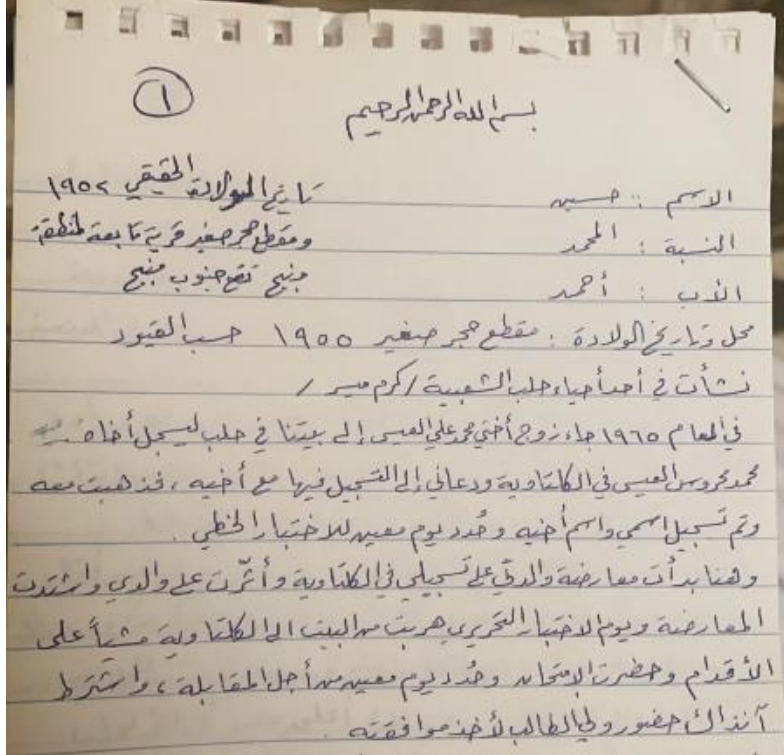 ١
بسم الله الرحمن الرحيم
الاسم : حسين
تاريخ الولادة الحقيقي ١٩٥٢
النسبة : المحمد
ومقطع حجر صغير قرية تابعة لمنطقة
الأب : أحمد
منبج تقع جنوب منبج
محل وتاريخ الولادة : مقطع حجر صغير ١٩٥٥ حسب القيود
نشأت في أحد أحياء حلب الشعبية / كرم ميسر /
في العام ١٩٦٥ جاء زوج أختي محمد علي العيسى إلى بيتنا في حلب ليسجل أخاه
محمد محروس العيسى في الكلتاوية ودعاني إلى التسجيل فيها مع أخيه ، فذهبت معه
وتم تسجيل اسمي واسم أخيه وحُدد يوم معين للاختبار الخطي .
وهنا بدأت معارضة والدتي على تسجيلي في الكلتاوية وأثّرت على والدي واشتدت
المعارضة ويوم الاختبار التحريري هربت من البيت الى الكلتاوية مشياً على
الأقدام وحضرت الامتحان وحُدد يوم معين من أجل المقابلة ، واشترط
آنذاك حضور ولي الطالب لأخذ موافقته